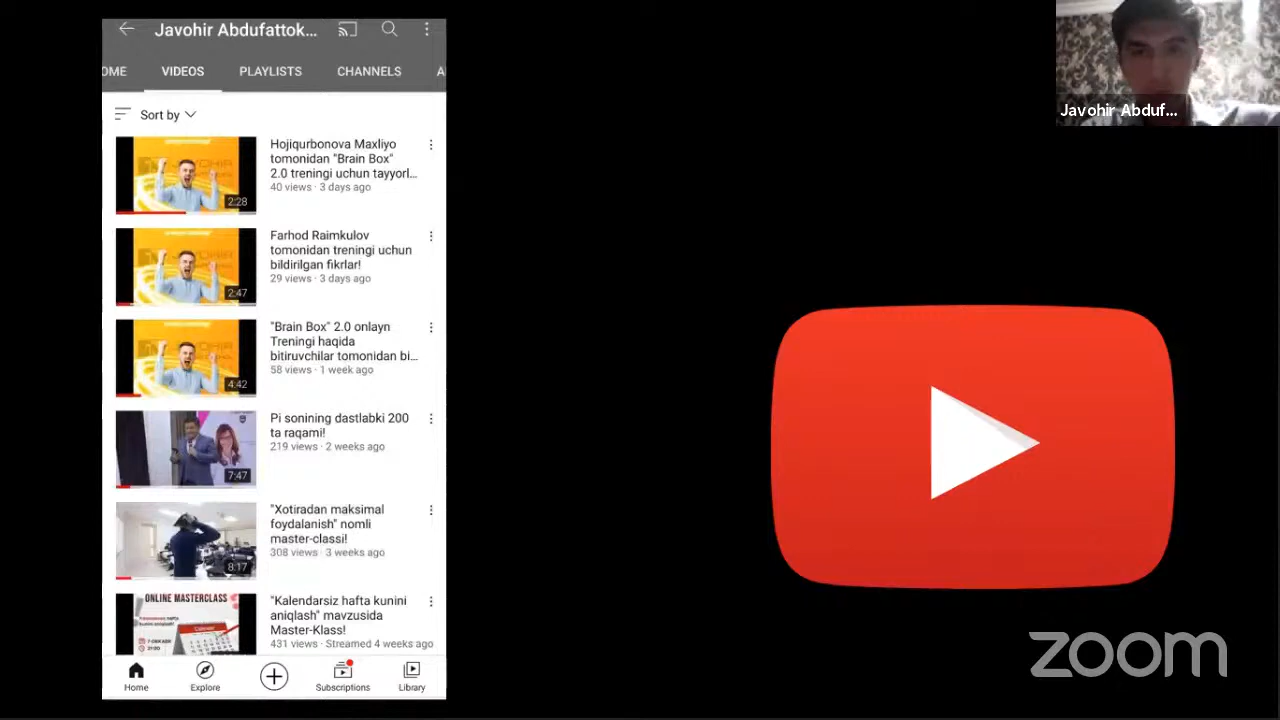 Javohir Abdufattok...
OME
VIDEOS
PLAYLISTS
CHANNELS
Sort by
Hojiqurbonova Maxliyo
tomonidan "Brain Box"
2.0 treningi uchun tayyorl...
40 views · 3 days ago
2:28
Farhod Raimkulov
tomonidan treningi uchun
bildirilgan fikrlar!
29 views · 3 days ago
2:47
"Brain Box" 2.0 onlayn
Treningi haqida
bitiruvchilar tomonidan bi...
58 views · 1 week ago
4:42
Pi sonining dastlabki 200
ta raqami!
219 views · 2 weeks ago
7:47
"Xotiradan maksimal
foydalanish" nomli
master-classi!
308 views · 3 weeks ago
8:17
ONLINE MASTERCLASS
"Kalendarsiz hafta kunini
aniqlash" mavzusida
Master-Klass!
431 views · Streamed 4 weeks ago
Home
Explore
Subscriptions
Library
Javohir Abduf...
zoom